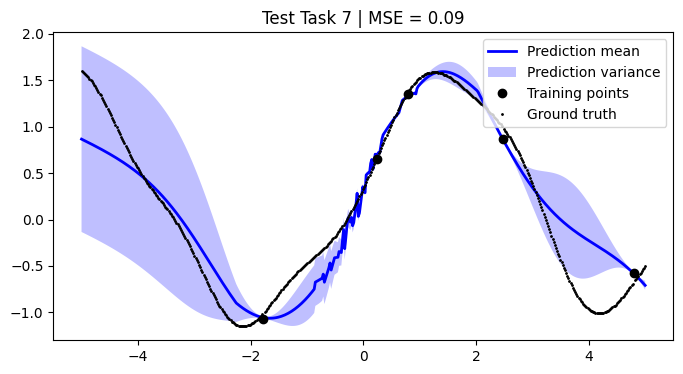 Test Task 7 | MSE = 0.09
Prediction mean
Prediction variance
Training points
Ground truth
2.0
1.5
1.0
0.5
0.0
−0.5
−1.0
−4
−2
0
2
4